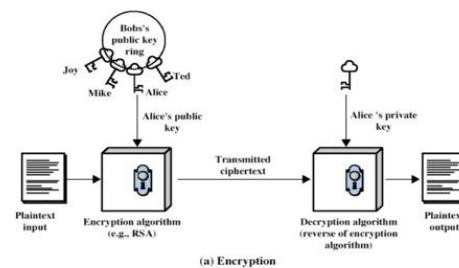 Bobs's
public key
ring
Joy
Ted
Mike
Alice
Alice's public
key
Alice 's private
key
Transmitted
ciphertext
Plaintext
input
Encryption algorithm
(e.g., RSA)
Decryption algorithm
(reverse of encryption
algorithm)
Plaintext
output
(a) Encryption